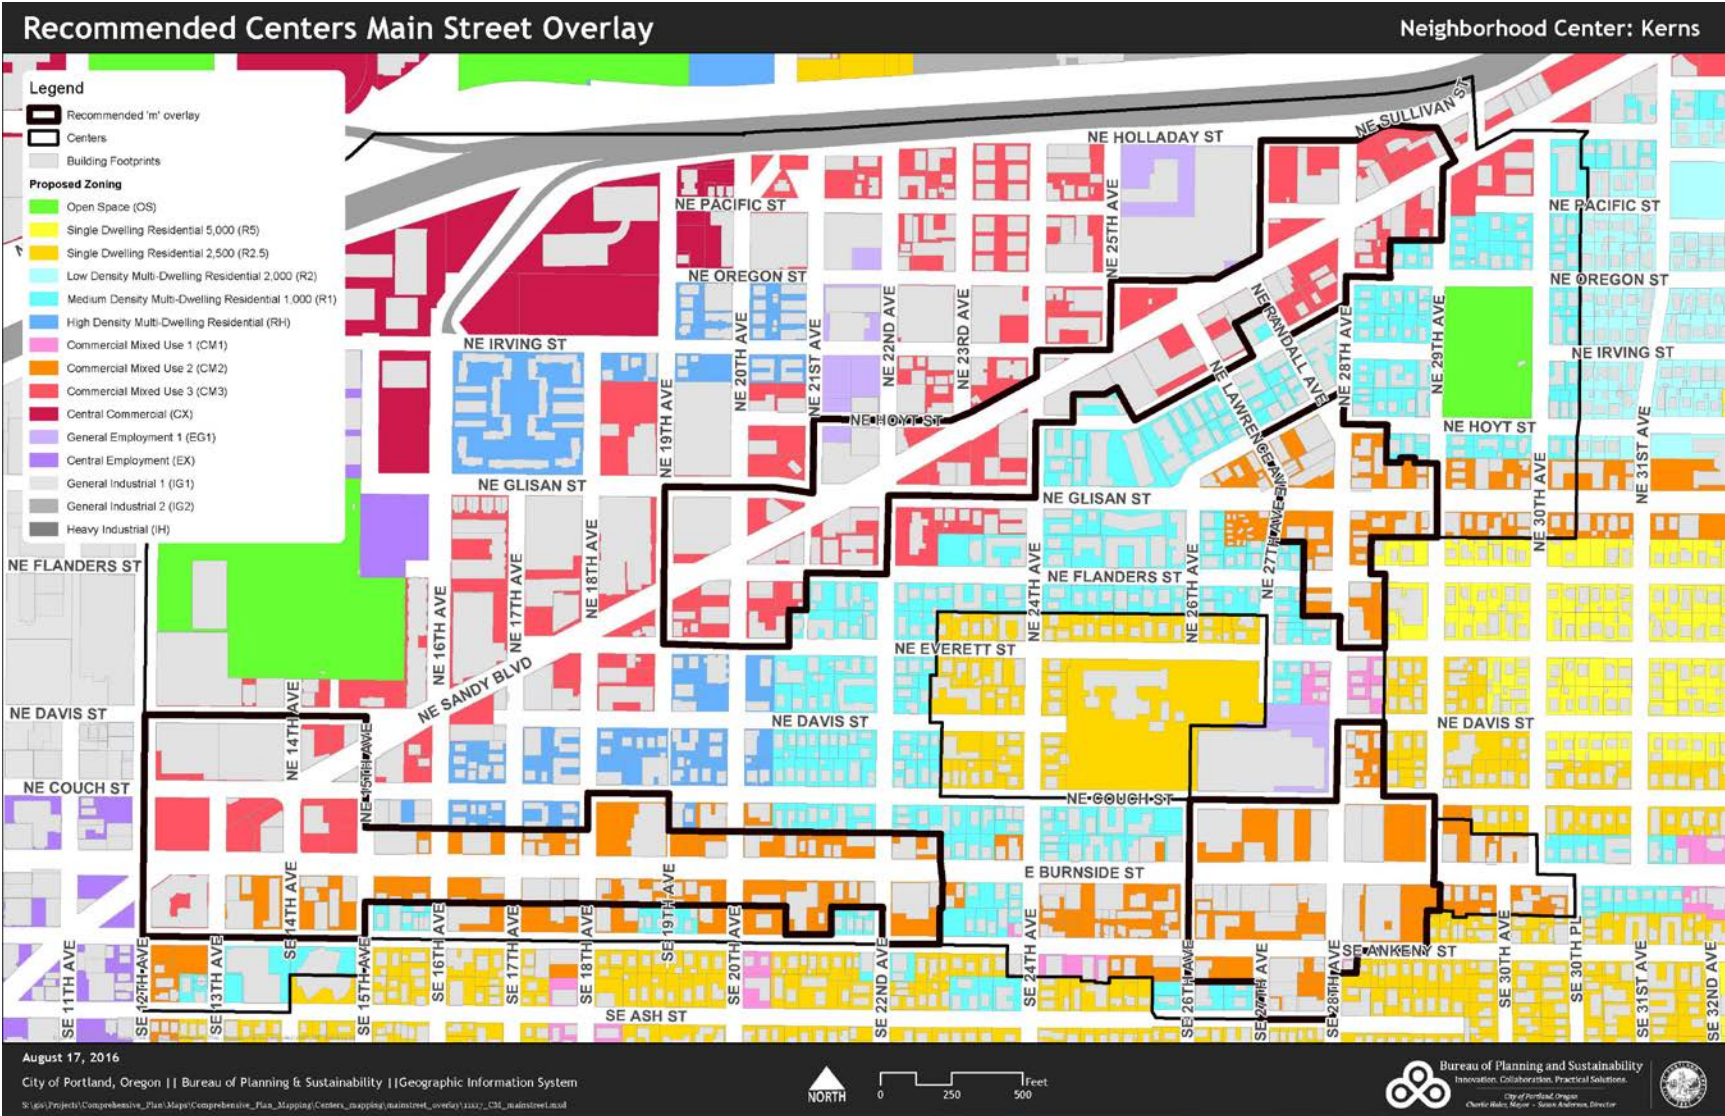 Recommended Centers Main Street Overlay
Neighborhood Center: Kerns
Legend
Recommended 'm' overlay
Centers
Building Footprints
Proposed Zoning
Open Space (OS)
Single Dwelling Residential 5,000 (R5)
Single Dwelling Residential 2,500 (R2.5)
Low Density Multi-Dwelling Residential 2,000 (R2)
Medium Density Multi-Dwelling Residential 1,000 (R1)
High Density Multi-Dwelling Residential (RH)
Commercial Mixed Use 1 (CM1)
Commercial Mixed Use 2 (CM2)
Commercial Mixed Use 3 (CM3)
Central Commercial (CX)
General Employment 1 (EG1)
Central Employment (EX)
General Industrial 1 (IG1)
General Industrial 2 (IG2)
Heavy Industrial (IH)
NE SULLIVAN ST
NE HOLLADAY ST
NE PACIFIC ST
NE PACIFIC ST
NE 25TH AVE
NE OREGON ST
NE OREGON ST
NE IRVING ST
NE IRVING ST
NE 19TH AVE
NE 20TH AVE
NE 21ST AVE
NE 22ND AVE
NE 23RD AVE
NE RANDALL AVE
NE LAWRENCE AVE
NE 28TH AVE
NE 29TH AVE
NE HOYT ST
NE HOYT ST
NE 30TH AVE
NE 31ST AVE
NE GLISAN ST
NE GLISAN ST
NE FLANDERS ST
NE FLANDERS ST
NE 16TH AVE
NE 17TH AVE
NE 18TH AVE
NE 24TH AVE
NE 26TH AVE
NE 27TH AVE
NE EVERETT ST
NE SANDY BLVD
NE DAVIS ST
NE DAVIS ST
NE DAVIS ST
NE 14TH AVE
NE 15TH AVE
NE COUCH ST
NE COUCH ST
E BURNSIDE ST
SE ANKENY ST
SE 11TH AVE
SE 12TH AVE
SE 13TH AVE
SE 14TH AVE
SE 15TH AVE
SE 16TH AVE
SE 17TH AVE
SE 18TH AVE
SE 19TH AVE
SE 20TH AVE
SE 22ND AVE
SE 24TH AVE
SE 26TH AVE
SE 27TH AVE
SE 28TH AVE
SE 30TH AVE
SE 30TH PL
SE 31ST AVE
SE 32ND AVE
SE ASH ST
August 17, 2016
City of Portland, Oregon || Bureau of Planning & Sustainability ||Geographic Information System
NORTH
0 250 500
Feet
Bureau of Planning and Sustainability
Innovation. Collaboration. Practical Solutions.
City of Portland, Oregon
Charlie Hales, Mayor - Susan Anderson, Director